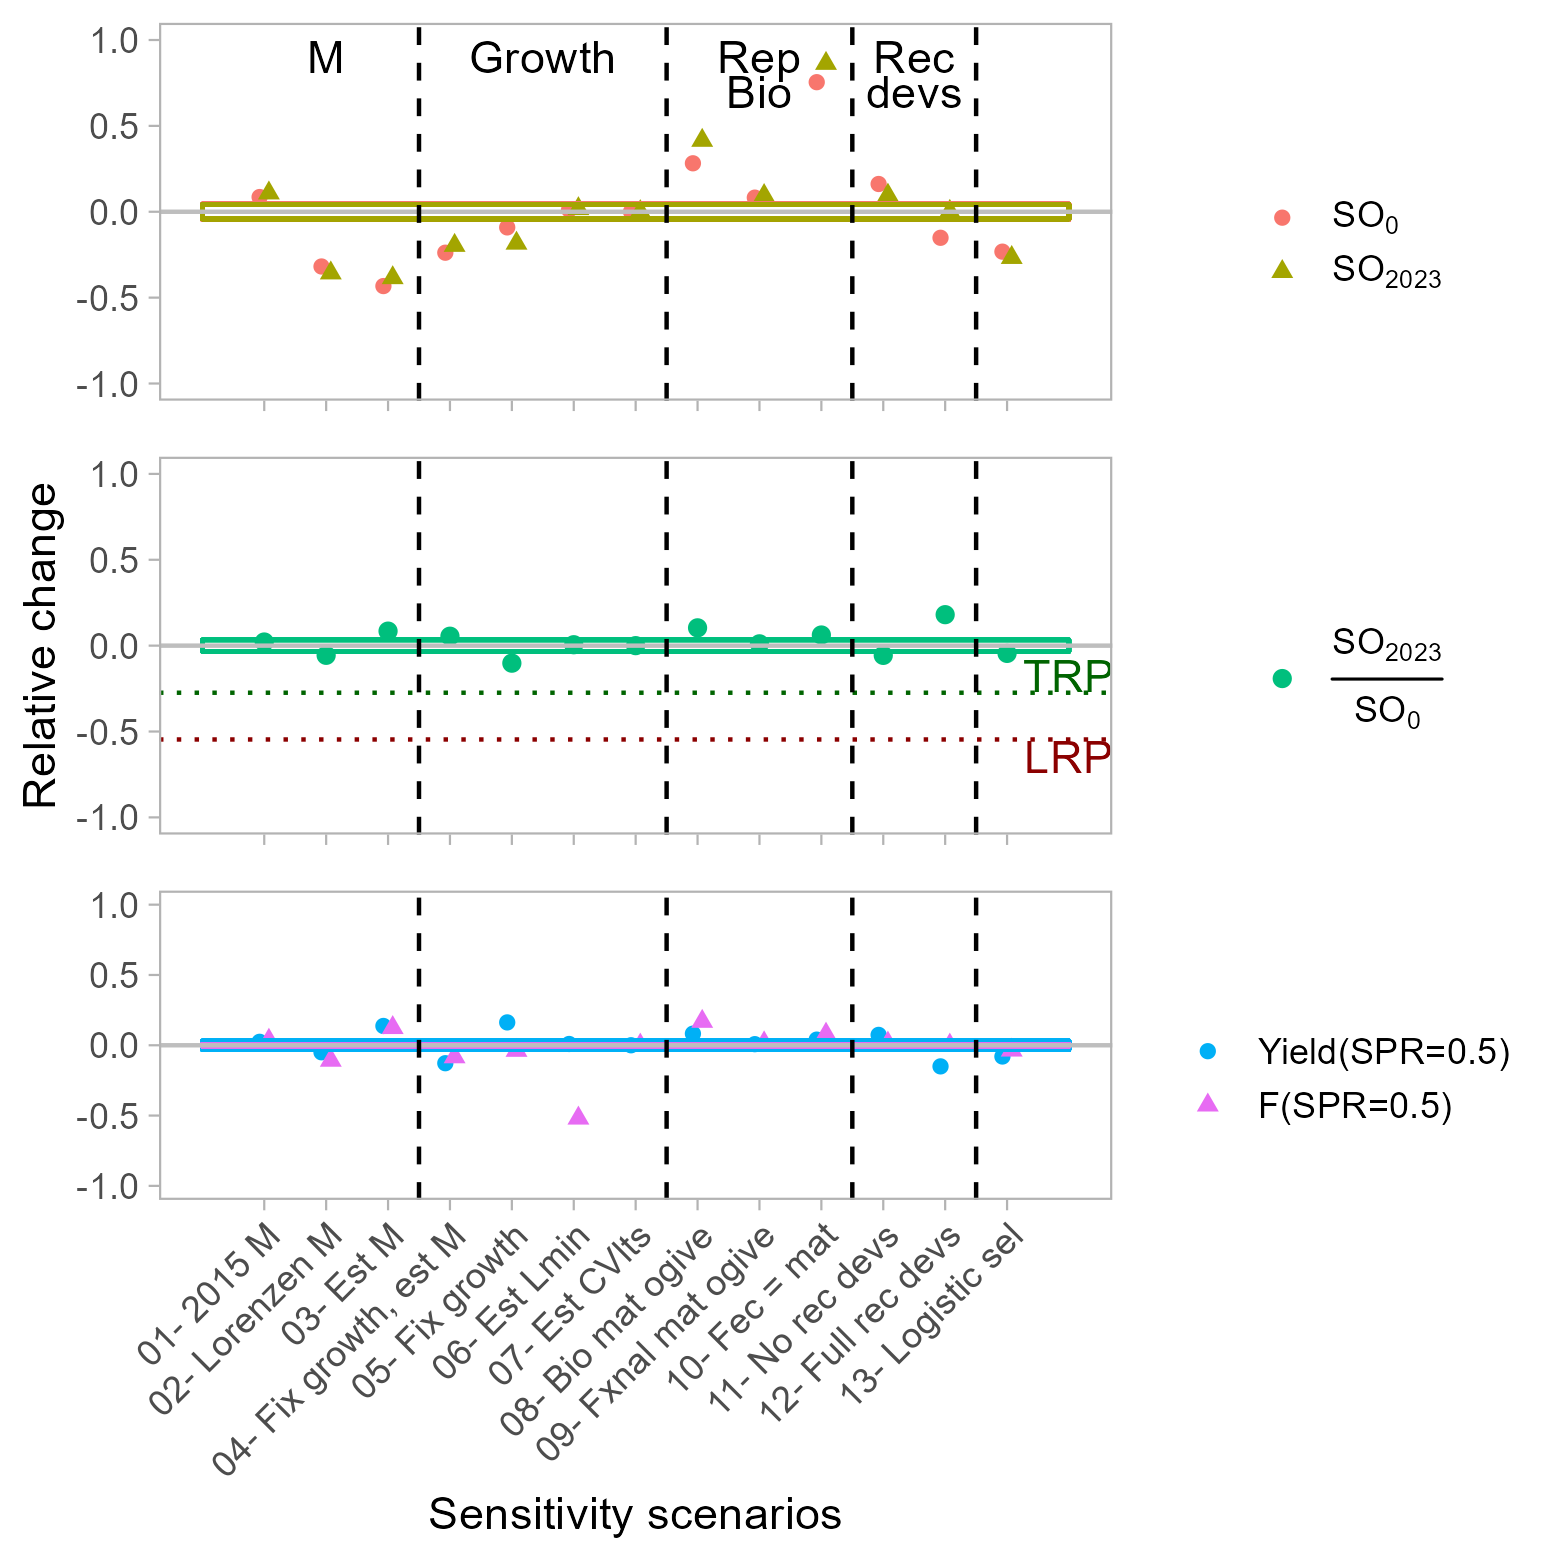 1.0
0.5
0.0
-0.5
-1.0
M
Growth
Rep
Bio
Rec
devs
SO0
SO2023
Relative change
1.0
0.5
0.0
-0.5
-1.0
TRP
LRP
SO2023
SO0
1.0
0.5
0.0
-0.5
-1.0
Yield(SPR=0.5)
F(SPR=0.5)
01- 2015 M
02- Lorenzen M
03- Est M
04- Fix growth, est M
05- Fix growth
06- Est Lmin
07- Est CVlts
08- Bio mat ogive
09- Fxnal mat ogive
10- Fec = mat
11- No rec devs
12- Full rec devs
13- Logistic sel
Sensitivity scenarios